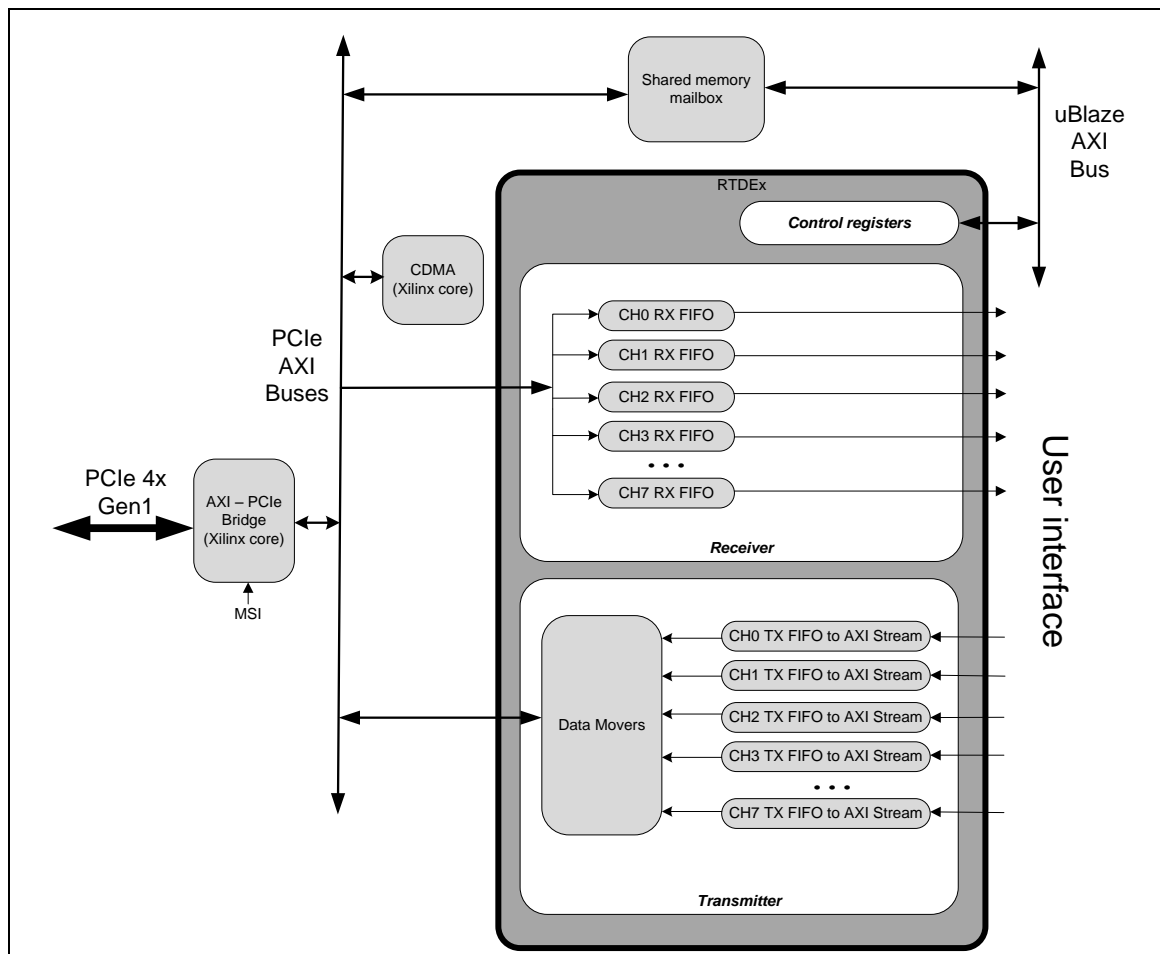 Shared memory
mailbox
uBlaze
AXI
Bus
RTDEx
Control registers
CDMA
(Xilinx core)
PCIe
AXI
Buses
CH0 RX FIFO
CH1 RX FIFO
CH2 RX FIFO
CH3 RX FIFO
. . .
CH7 RX FIFO
Receiver
PCIe 4x
Gen1
AXI – PCIe
Bridge
(Xilinx core)
MSI
User interface
Data Movers
CH0 TX FIFO to AXI Stream
CH1 TX FIFO to AXI Stream
CH2 TX FIFO to AXI Stream
CH3 TX FIFO to AXI Stream
. . .
CH7 TX FIFO to AXI Stream
Transmitter